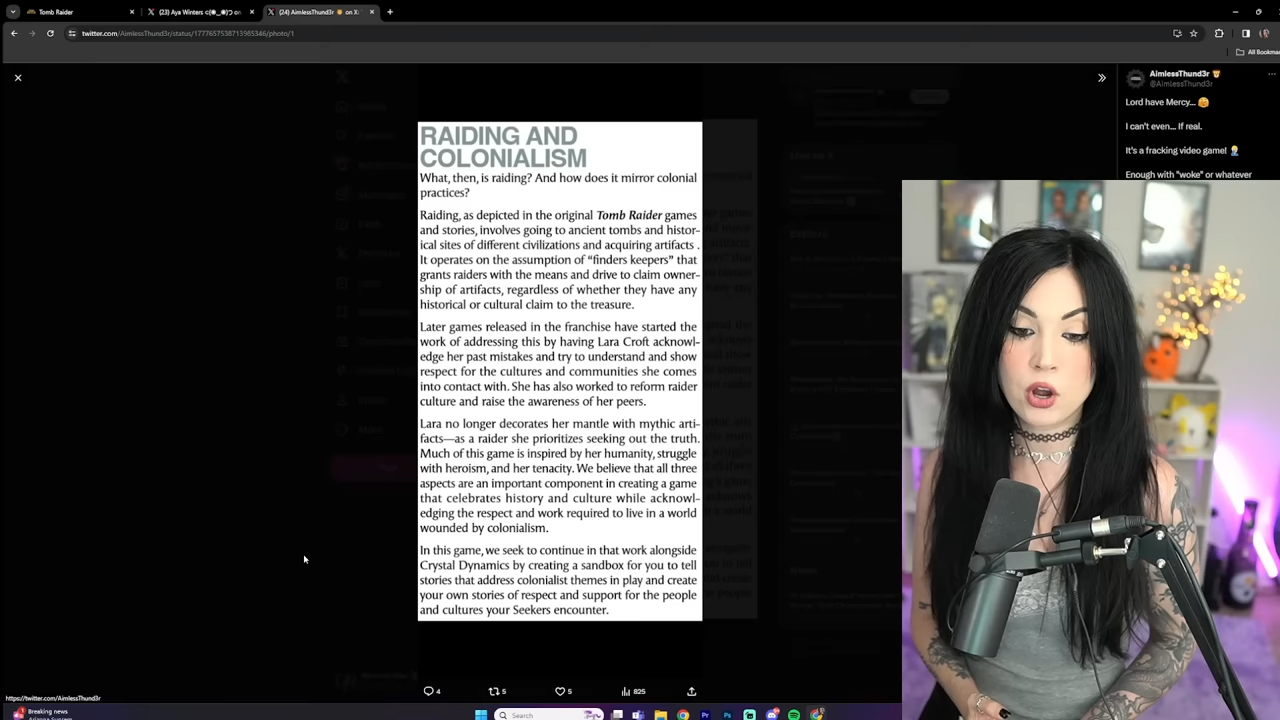 Tomb Raider
(23) Aya Winters
on
(24) AimlessThund3r
on X
twitter.com/AimlessThund3r/status/1777657538713985346/photo/1
All Bookmar
AimlessThund3r
@AimlessThund3r
Lord have Mercy...
I can't even... If real.
It's a fracking video game!
Enough with "woke" or whatever
RAIDING AND
COLONIALISM
What, then, is raiding? And how does it mirror colonial
practices?
Raiding, as depicted in the original Tomb Raider games
and stories, involves going to ancient tombs and histor-
ical sites of different civilizations and acquiring artifacts .
It operates on the assumption of “finders keepers” that
grants raiders with the means and drive to claim owner-
ship of artifacts, regardless of whether they have any
historical or cultural claim to the treasure.
Later games released in the franchise have started the
work of addressing this by having Lara Croft acknowl-
edge her past mistakes and try to understand and show
respect for the cultures and communities she comes
into contact with. She has also worked to reform raider
culture and raise the awareness of her peers.
Lara no longer decorates her mantle with mythic arti-
facts—as a raider she prioritizes seeking out the truth.
Much of this game is inspired by her humanity, struggle
with heroism, and her tenacity. We believe that all three
aspects are an important component in creating a game
that celebrates history and culture while acknowl-
edging the respect and work required to live in a world
wounded by colonialism.
In this game, we seek to continue in that work alongside
Crystal Dynamics by creating a sandbox for you to tell
stories that address colonialist themes in play and create
your own stories of respect and support for the people
and cultures your Seekers encounter.
4
5
5
825
https://twitter.com/AimlessThund3r
Breaking news
Search